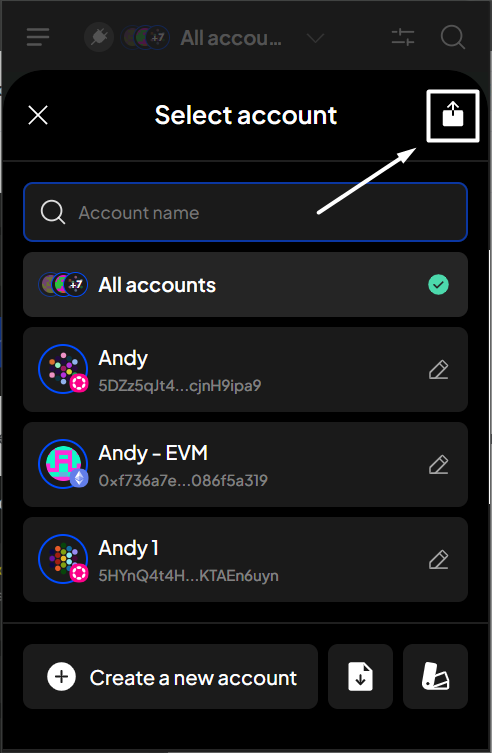 +7 All accou...
Select account
Account name
+7 All accounts
Andy
5DZz5qJt4...cjnH9ipa9
Andy - EVM
0xf736a7e...086f5a319
Andy 1
5HYnQ4t4H...KTAEn6uyn
Create a new account